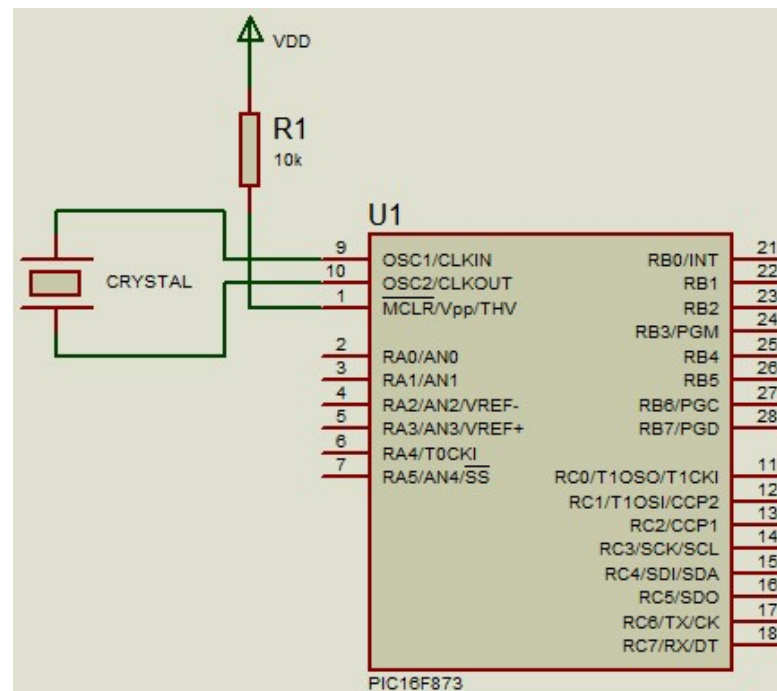 VDD
R1
10k
CRYSTAL
U1
9
10
1
2
3
4
5
6
7
OSC1/CLKIN
OSC2/CLKOUT
MCLR/Vpp/THV
RA0/AN0
RA1/AN1
RA2/AN2/VREF-
RA3/AN3/VREF+
RA4/T0CKI
RA5/AN4/SS
RB0/INT
RB1
RB2
RB3/PGM
RB4
RB5
RB6/PGC
RB7/PGD
RC0/T1OSO/T1CKI
RC1/T1OSI/CCP2
RC2/CCP1
RC3/SCK/SCL
RC4/SDI/SDA
RC5/SDO
RC6/TX/CK
RC7/RX/DT
21
22
23
24
25
26
27
28
11
12
13
14
15
16
17
18
PIC16F873